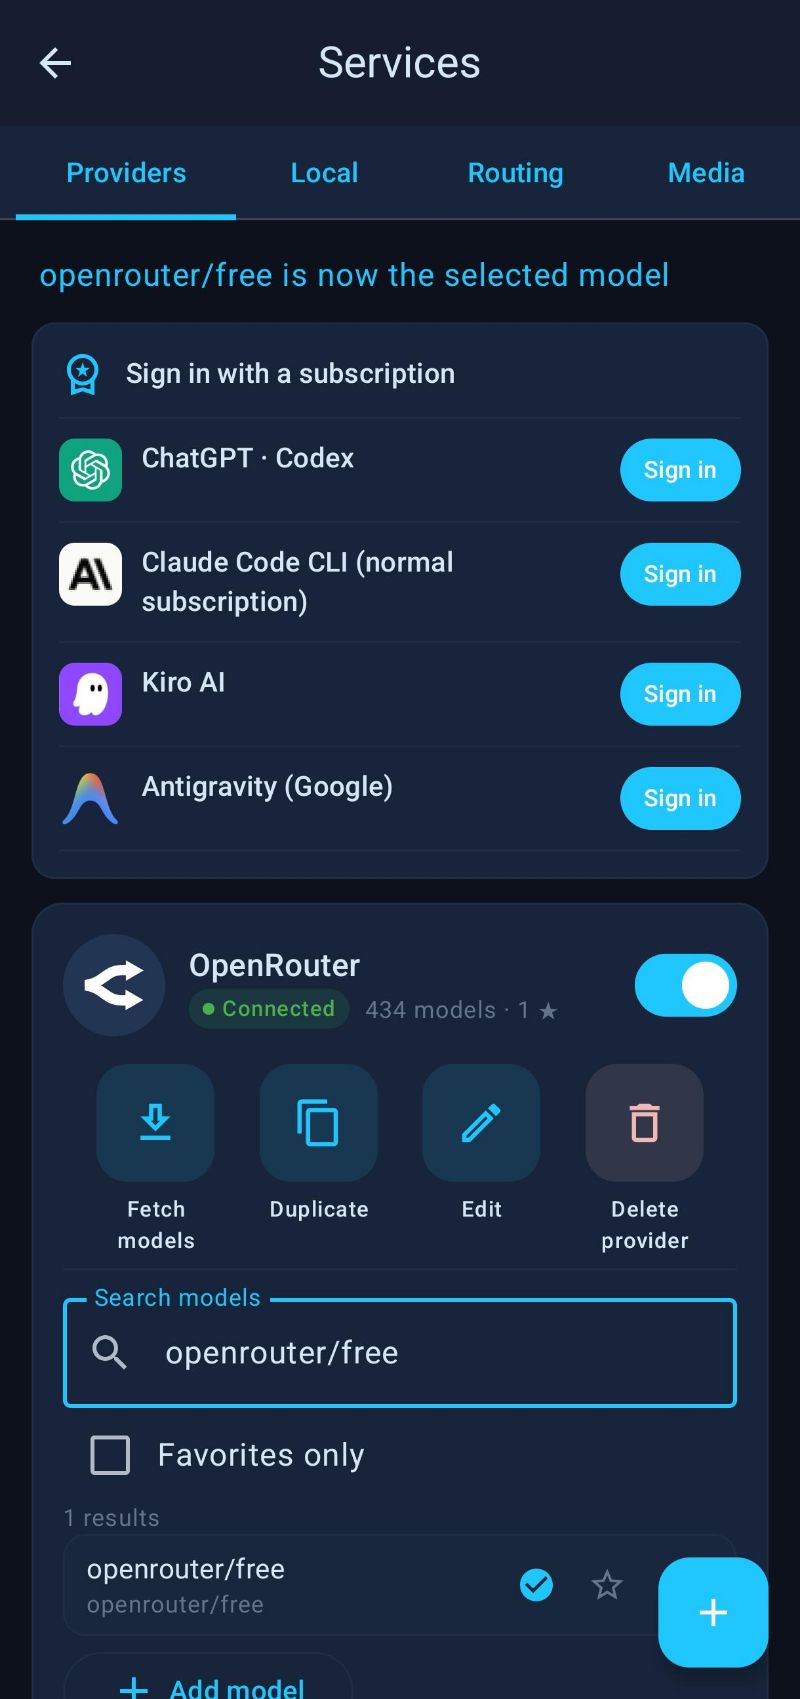 Services
Providers
Local
Routing
Media
openrouter/free is now the selected model
Sign in with a subscription
ChatGPT · Codex
Sign in
Claude Code CLI (normal
subscription)
Sign in
Kiro AI
Sign in
Antigravity (Google)
Sign in
OpenRouter
Connected
434 models · 1 ★
Fetch
models
Duplicate
Edit
Delete
provider
Search models
openrouter/free
Favorites only
1 results
openrouter/free
openrouter/free
Add model